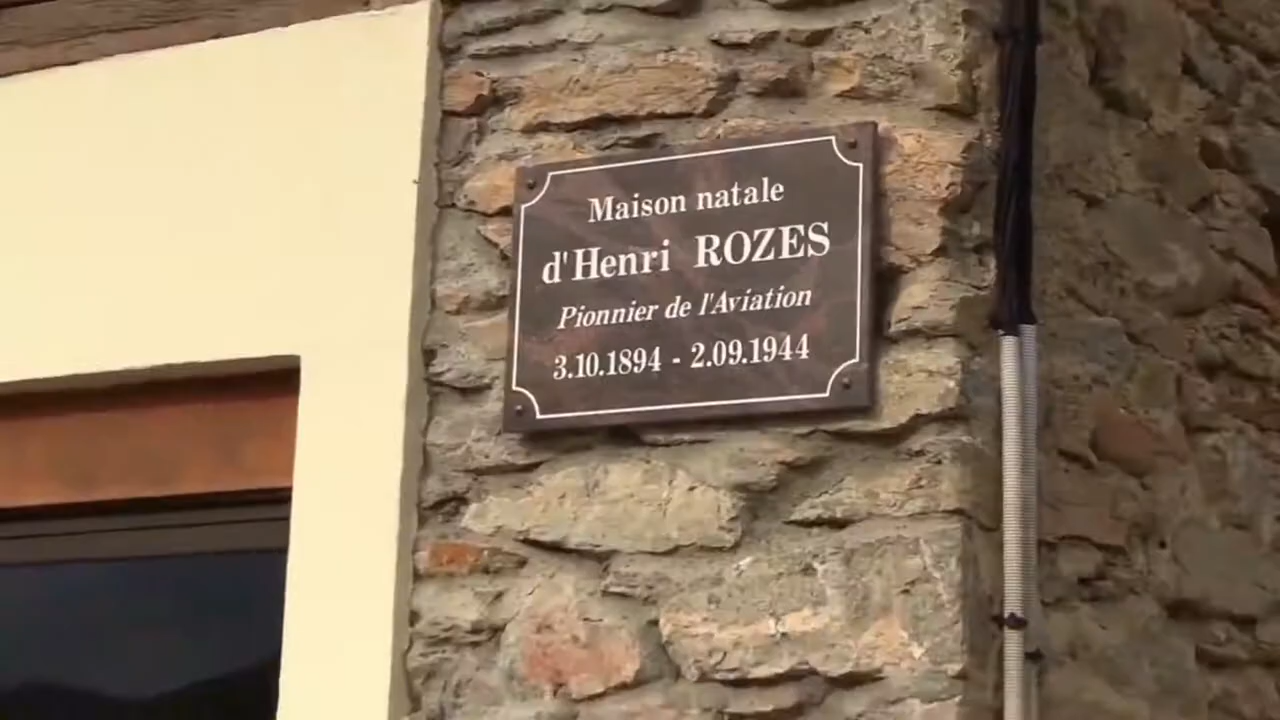 Maison natale
d'Henri ROZES
Pionnier de l'Aviation
3.10.1894 - 2.09.1944